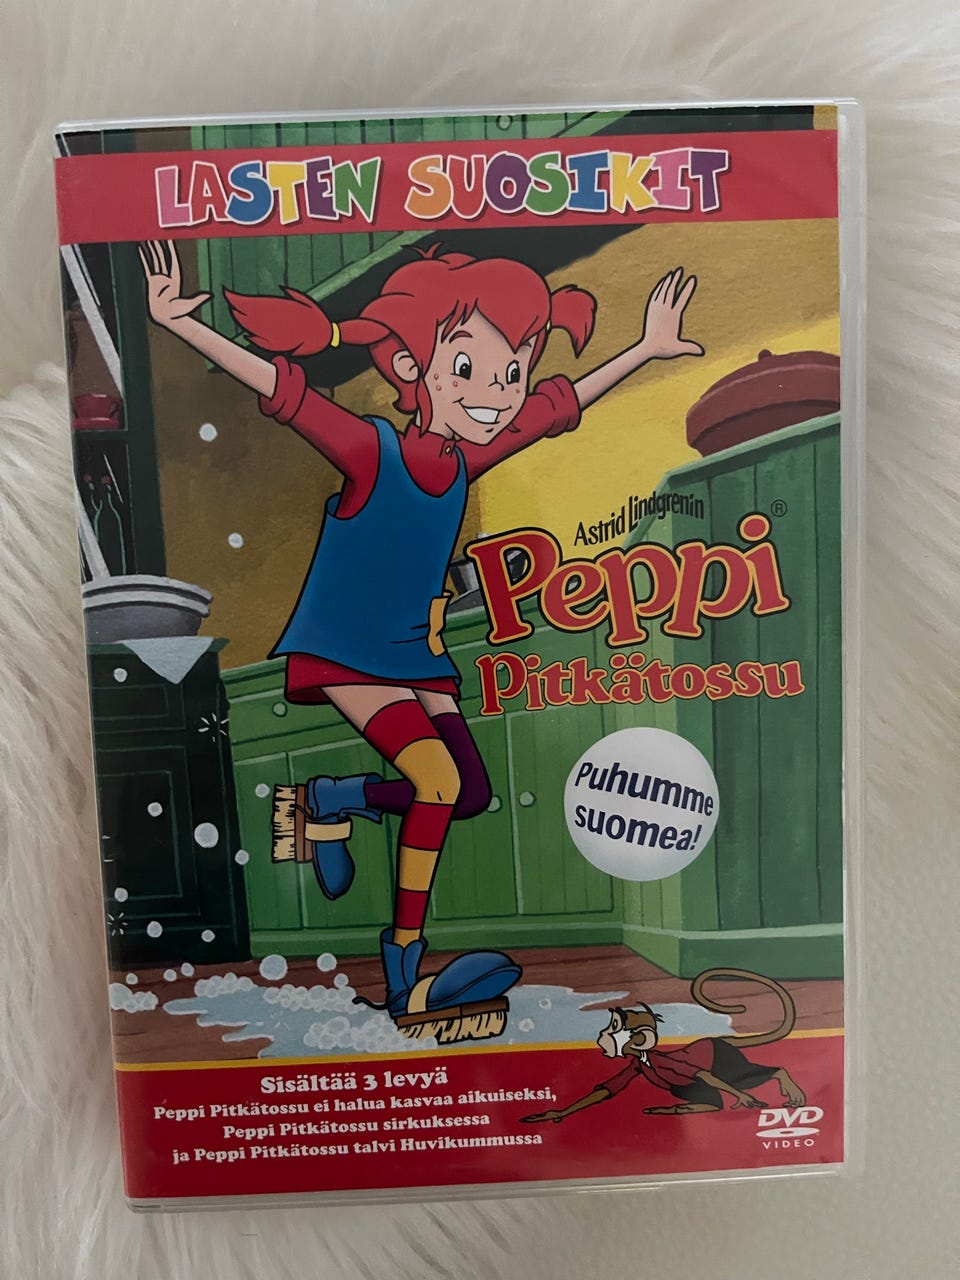 LASTEN SUOSIKIT
Astrid Lindgrenin
Peppi ®
Pitkätossu
Puhumme
suomea!
Sisältää 3 levyä
Peppi Pitkätossu ei halua kasvaa aikuiseksi,
Peppi Pitkätossu sirkuksessa
ja Peppi Pitkätossu talvi Huvikummussa
DVD
VIDEO